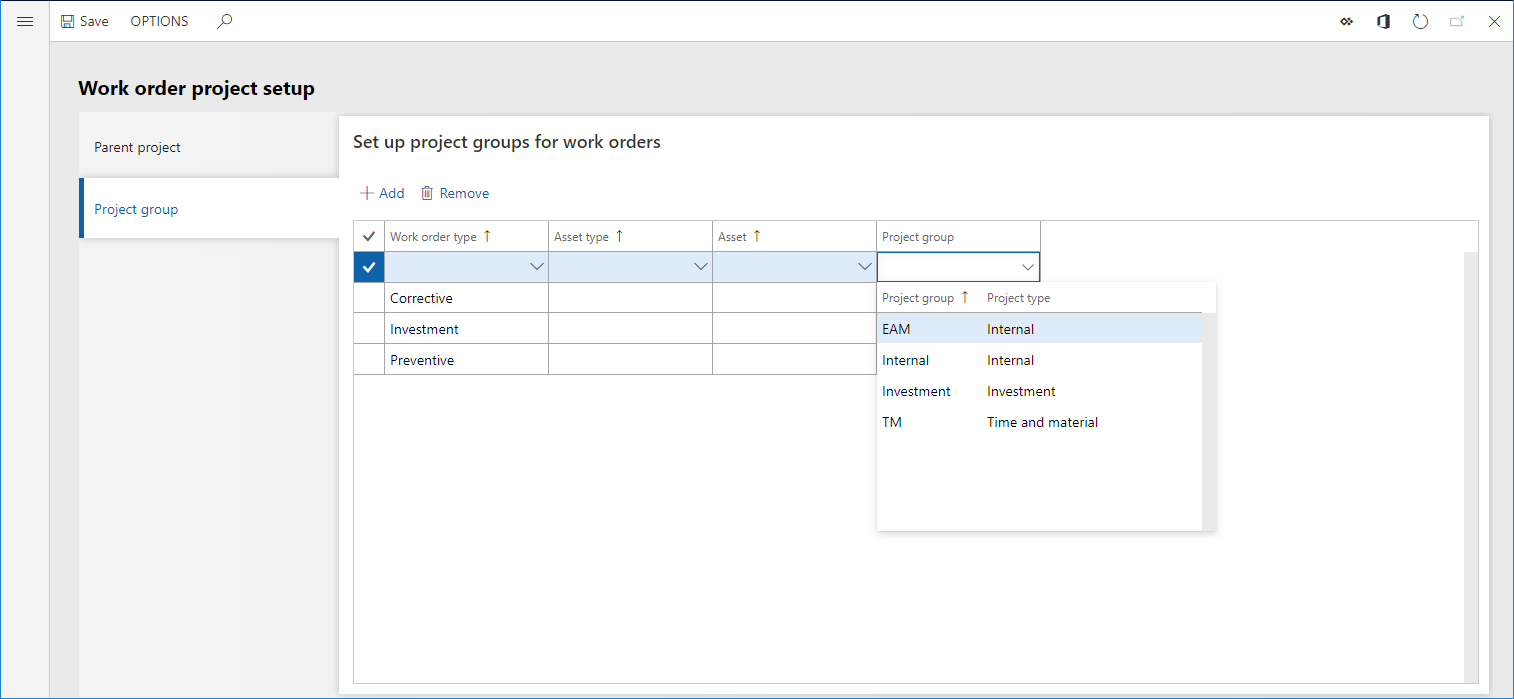 Save OPTIONS
Work order project setup
Parent project
Project group
Set up project groups for work orders
Add Remove
Work order type Asset type Asset Project group
Corrective
Investment
Preventive
Project group Project type
EAM Internal
Internal Internal
Investment Investment
TM Time and material